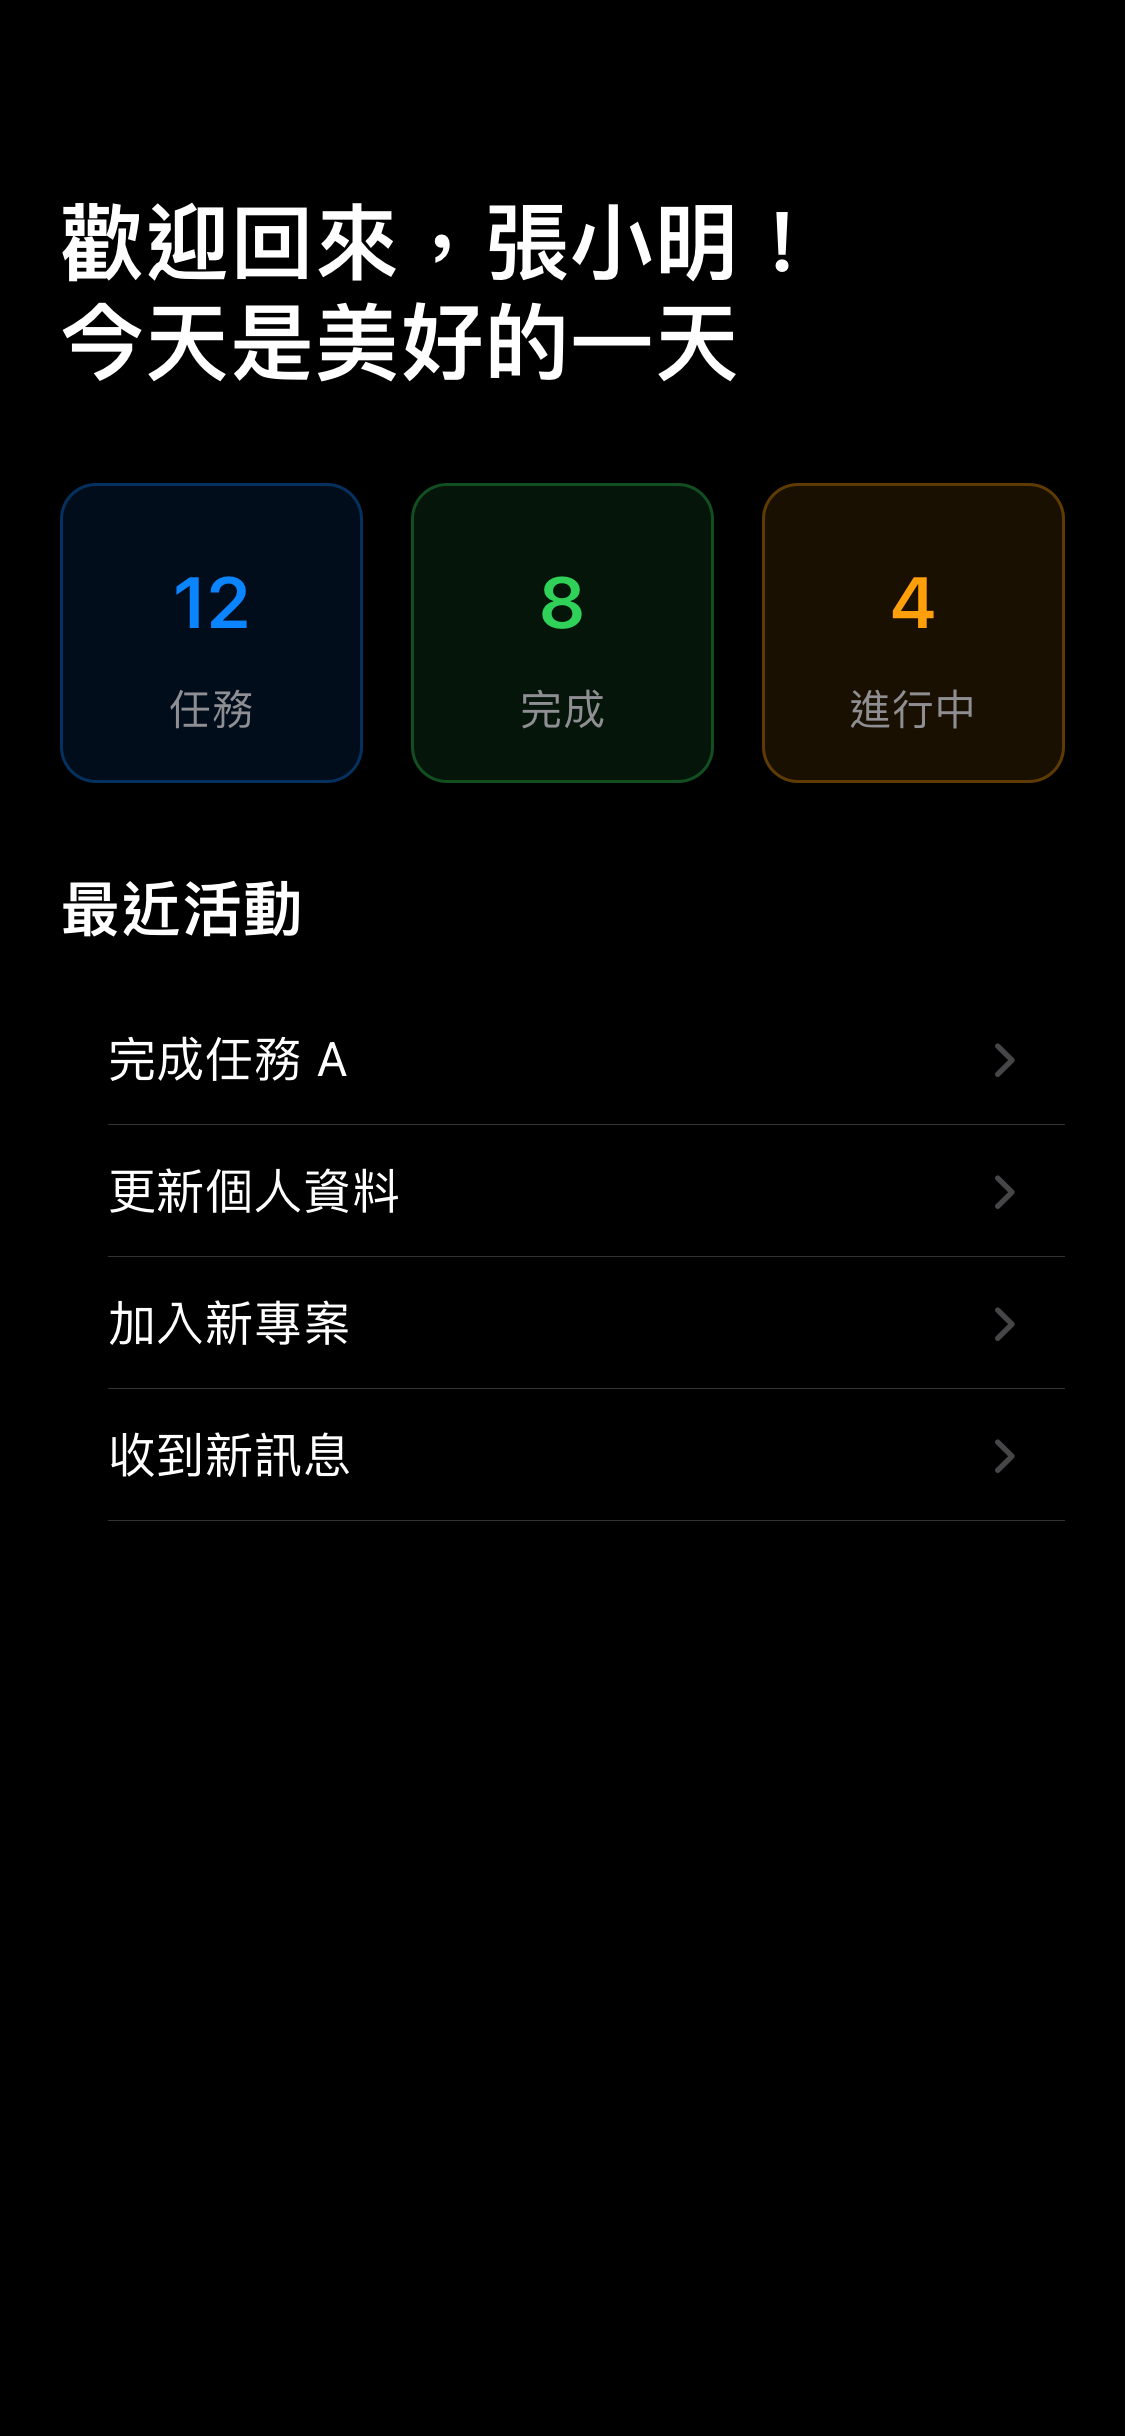 歡迎回來，張小明！
今天是美好的一天
12
任務
8
完成
4
進行中
最近活動
完成任務 A
更新個人資料
加入新專案
收到新訊息